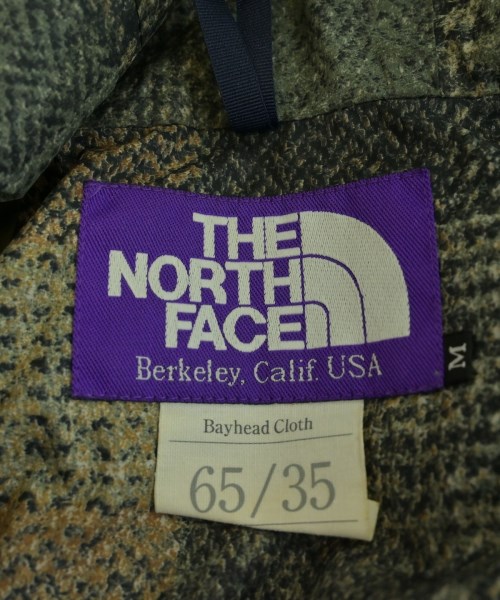 THE
NORTH
FACE
Berkeley, Calif. USA
M
Bayhead Cloth
65/35